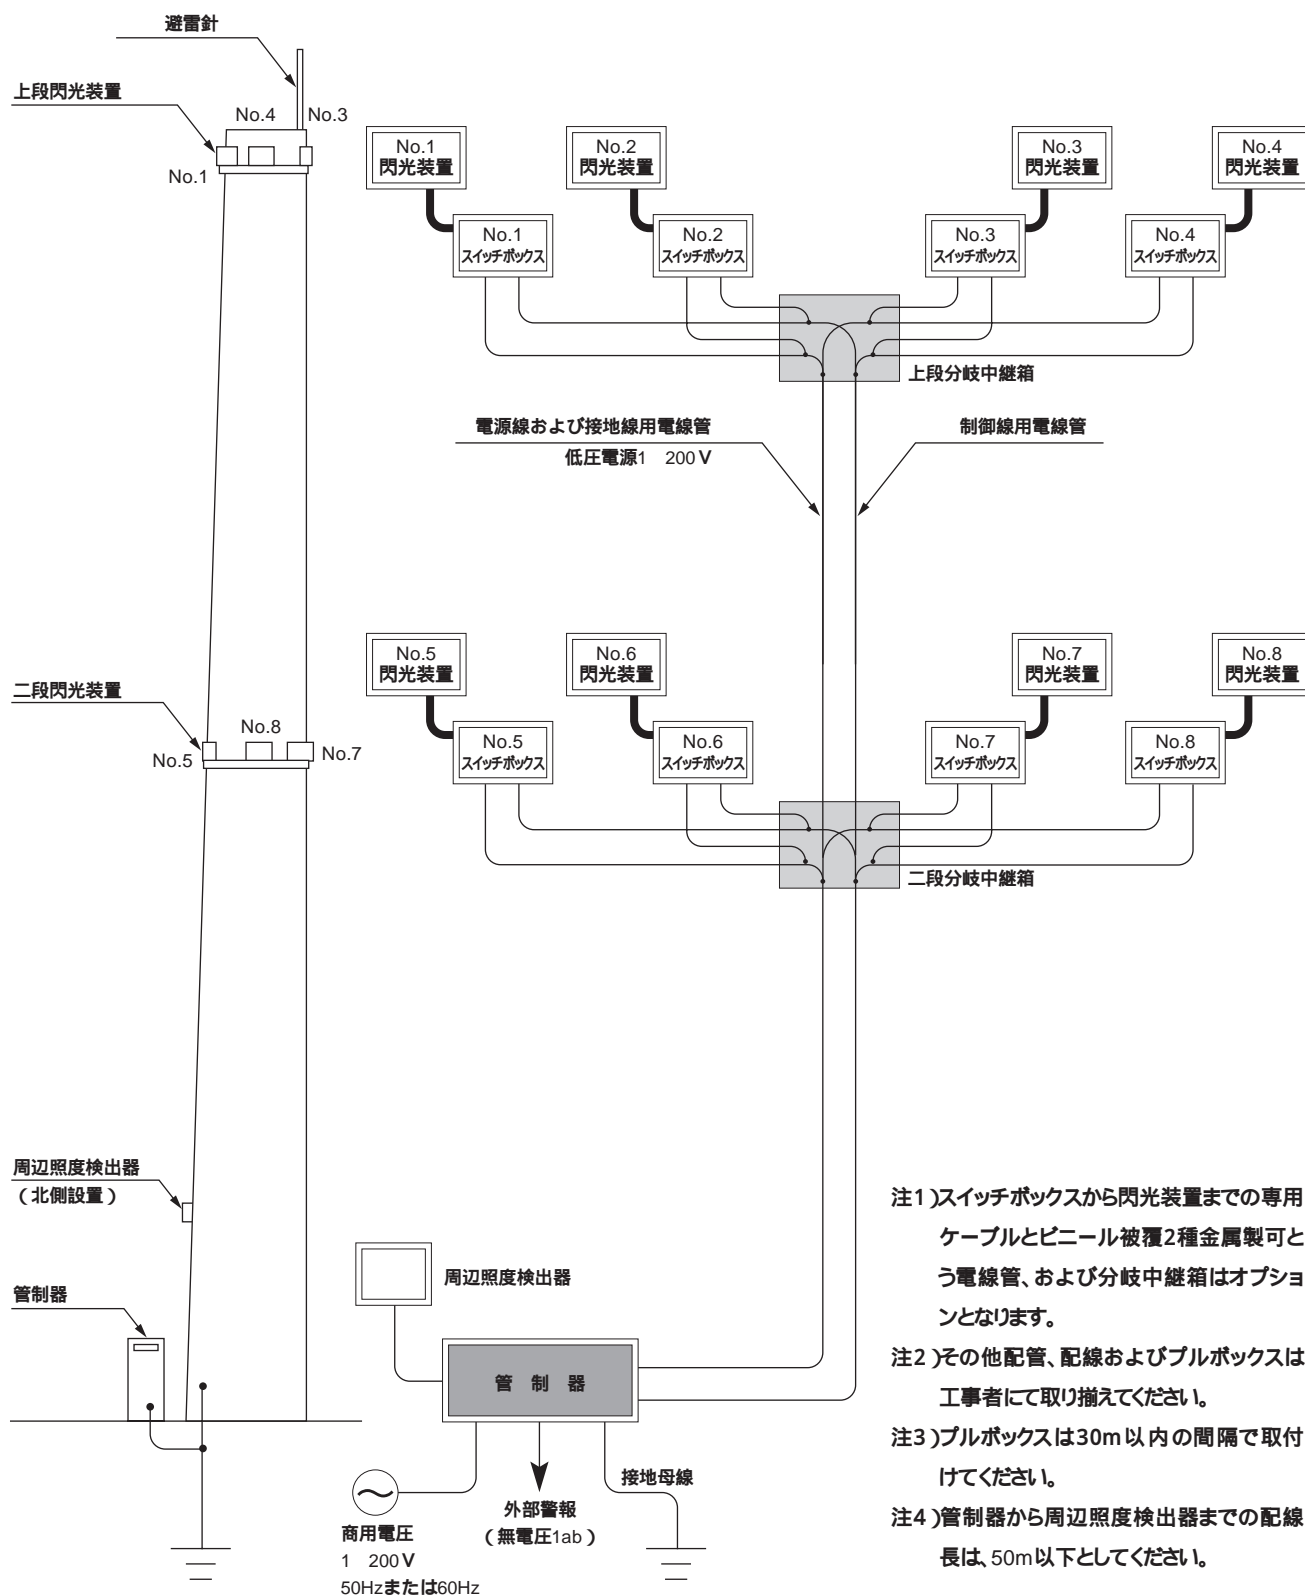 避雷針
上段閃光装置
No.4
No.3
No.1
No.1
閃光装置
No.2
閃光装置
No.3
閃光装置
No.4
閃光装置
No.1
スイッチボックス
No.2
スイッチボックス
No.3
スイッチボックス
No.4
スイッチボックス
上段分岐中継箱
電源線および接地線用電線管
低圧電源1 200V
制御線用電線管
二段閃光装置
No.8
No.5
No.7
No.5
閃光装置
No.6
閃光装置
No.7
閃光装置
No.8
閃光装置
No.5
スイッチボックス
No.6
スイッチボックス
No.7
スイッチボックス
No.8
スイッチボックス
二段分岐中継箱
周辺照度検出器
(北側設置)
管制器
周辺照度検出器
管制器
接地母線
外部警報
(無電圧1ab)
商用電圧
1 200V
50Hzまたは60Hz
注1)スイッチボックスから閃光装置までの専用
ケーブルとビニール被覆2種金属製可と
う電線管、および分岐中継箱はオプショ
ンとなります。
注2)その他配管、配線およびプルボックスは
工事者にて取り揃えてください。
注3)プルボックスは30m以内の間隔で取付
けてください。
注4)管制器から周辺照度検出器までの配線
長は、50m以下としてください。